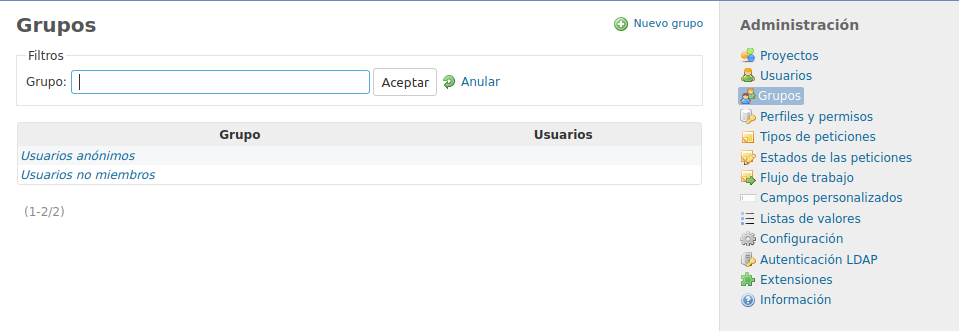 Grupos
Nuevo grupo
Filtros
Grupo:
Aceptar
Anular
Grupo Usuarios
Usuarios anónimos
Usuarios no miembros
(1-2/2)
Administración
Proyectos
Usuarios
Grupos
Perfiles y permisos
Tipos de peticiones
Estados de las peticiones
Flujo de trabajo
Campos personalizados
Listas de valores
Configuración
Autenticación LDAP
Extensiones
Información